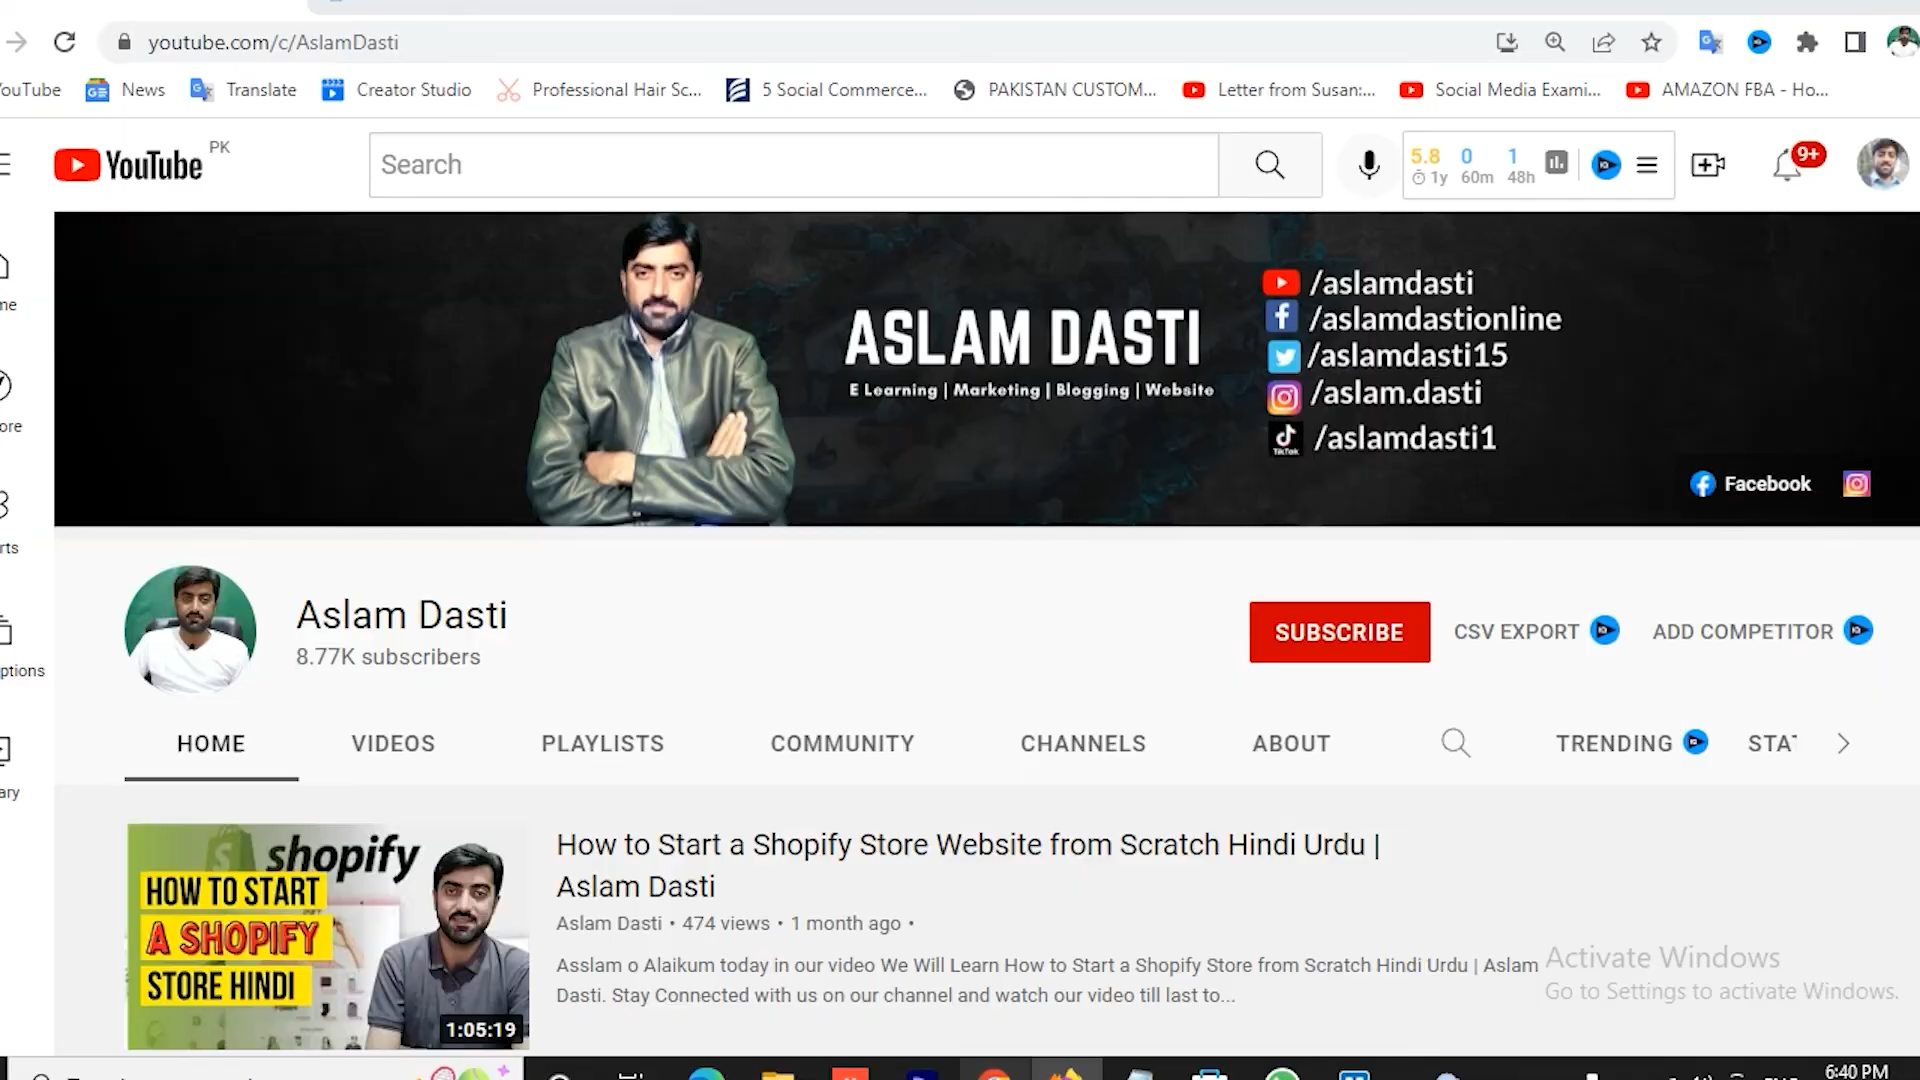 youtube.com/c/AslamDasti
News
Translate
Creator Studio
Professional Hair Sc...
5 Social Commerce...
PAKISTAN CUSTOM...
Letter from Susan:...
Social Media Exami...
AMAZON FBA - Ho...
YouTube PK
Search
5.8 0 1
1y 60m 48h
9+
ASLAM DASTI
E Learning | Marketing | Blogging | Website
/aslamdasti
/aslamdastionline
/aslamdasti15
/aslam.dasti
TikTok /aslamdasti1
Facebook
Aslam Dasti
8.77K subscribers
SUBSCRIBE
CSV EXPORT
ADD COMPETITOR
HOME
VIDEOS
PLAYLISTS
COMMUNITY
CHANNELS
ABOUT
TRENDING
shopify
HOW TO START
A SHOPIFY
STORE HINDI
1:05:19
How to Start a Shopify Store Website from Scratch Hindi Urdu |
Aslam Dasti
Aslam Dasti • 474 views • 1 month ago •
Asslam o Alaikum today in our video We Will Learn How to Start a Shopify Store from Scratch Hindi Urdu | Aslam
Dasti. Stay Connected with us on our channel and watch our video till last to...
Activate Windows
Go to Settings to activate Windows.
6:40 PM